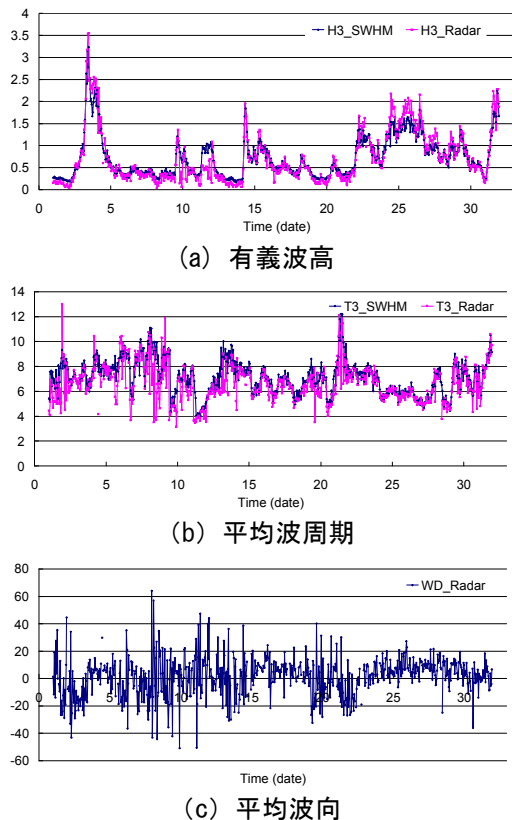 H3_SWHM H3_Radar
4
3.5
3
2.5
2
1.5
1
0.5
0
0 5 10 15 20 25 30
Time (date)
(a) 有義波高
T3_SWHM T3_Radar
14
12
10
8
6
4
2
0
0 5 10 15 20 25 30
Time (date)
(b) 平均波周期
WD_Radar
80
60
40
20
0
-20
-40
-60
0 5 10 15 20 25 30
Time (date)
(c) 平均波向